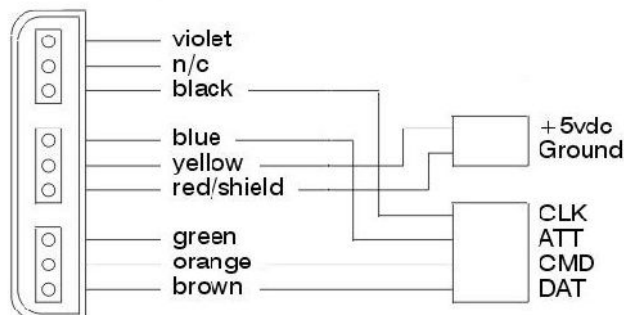 violet
n/c
black
blue
yellow
red/shield
green
orange
brown
+5vdc
Ground
CLK
ATT
CMD
DAT